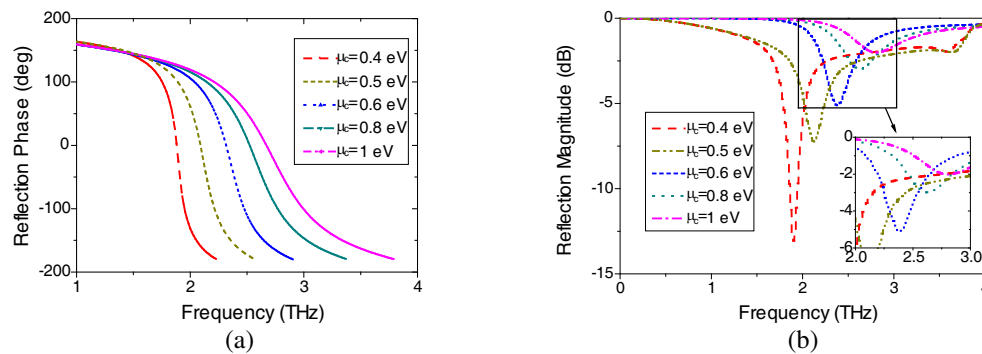 200
100
0
-100
-200
Reflection Phase (deg)
μc=0.4 eV
μc=0.5 eV
μc=0.6 eV
μc=0.8 eV
μc=1 eV
1 2 3 4
Frequency (THz)
(a)
0
-5
-10
-15
Reflection Magnitude (dB)
μc=0.4 eV
μc=0.5 eV
μc=0.6 eV
μc=0.8 eV
μc=1 eV
0
-2
-4
-6
2.0 2.5 3.0
0 1 2 3 4
Frequency (THz)
(b)